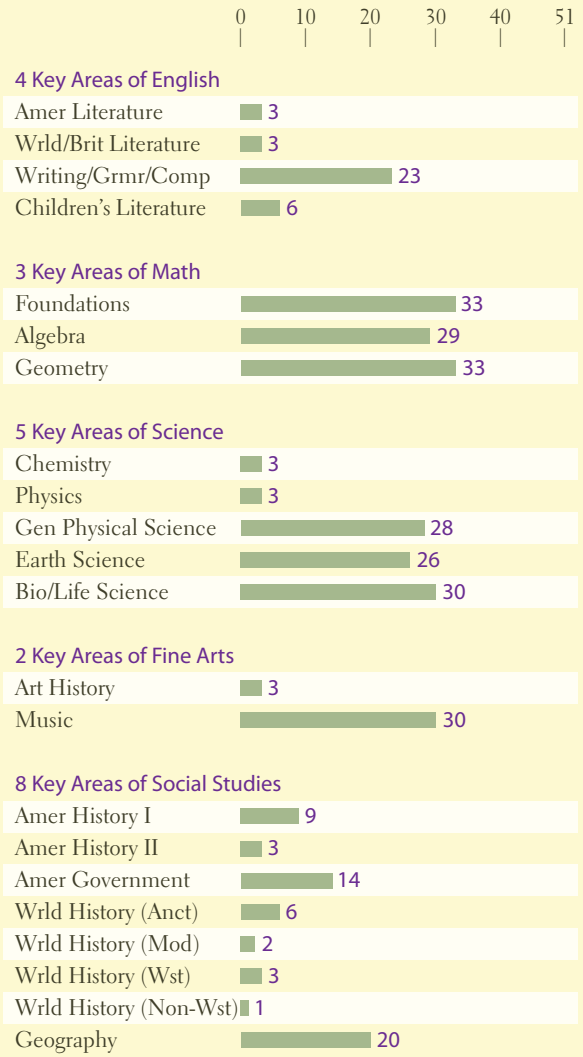 0 10 20 30 40 51
4 Key Areas of English
Amer Literature 3
Wrld/Brit Literature 3
Writing/Grmr/Comp 23
Children’s Literature 6
3 Key Areas of Math
Foundations 33
Algebra 29
Geometry 33
5 Key Areas of Science
Chemistry 3
Physics 3
Gen Physical Science 28
Earth Science 26
Bio/Life Science 30
2 Key Areas of Fine Arts
Art History 3
Music 30
8 Key Areas of Social Studies
Amer History I 9
Amer History II 3
Amer Government 14
Wrld History (Anct) 6
Wrld History (Mod) 2
Wrld History (Wst) 3
Wrld History (Non-Wst) 1
Geography 20